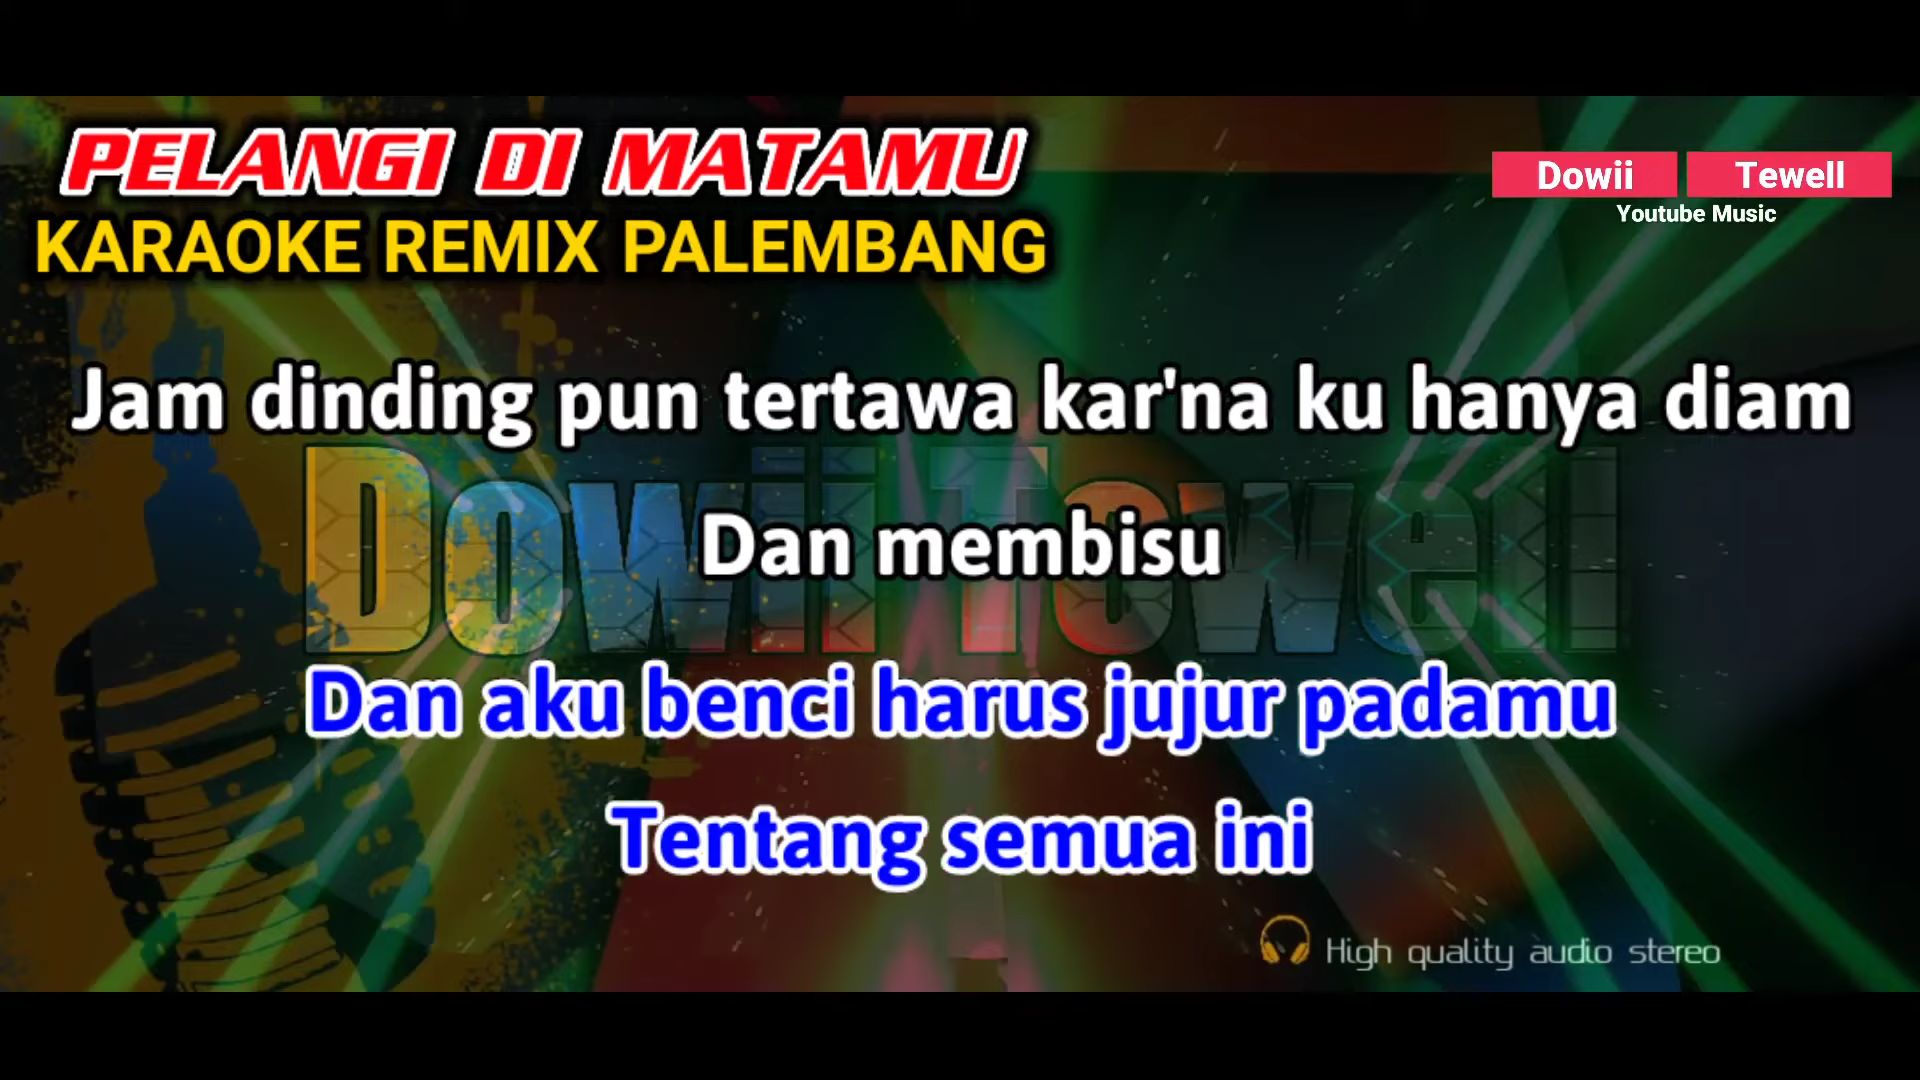 PELANGI DI MATAMU
KARAOKE REMIX PALEMBANG
Dowii Tewell
Youtube Music
Jam dinding pun tertawa kar'na ku hanya diam
Dowii Tewell
Dan membisu
Dan aku benci harus jujur padamu
Tentang semua ini
High quality audio stereo